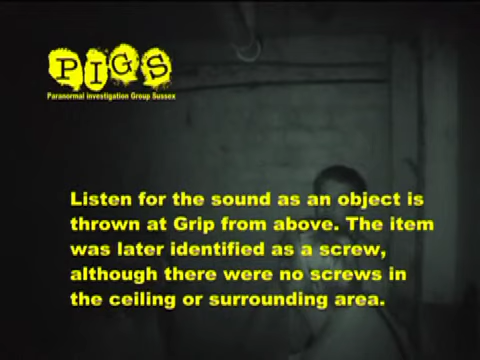 PIGS
Paranormal investigation Group Sussex
Listen for the sound as an object is
thrown at Grip from above. The item
was later identified as a screw,
although there were no screws in
the ceiling or surrounding area.